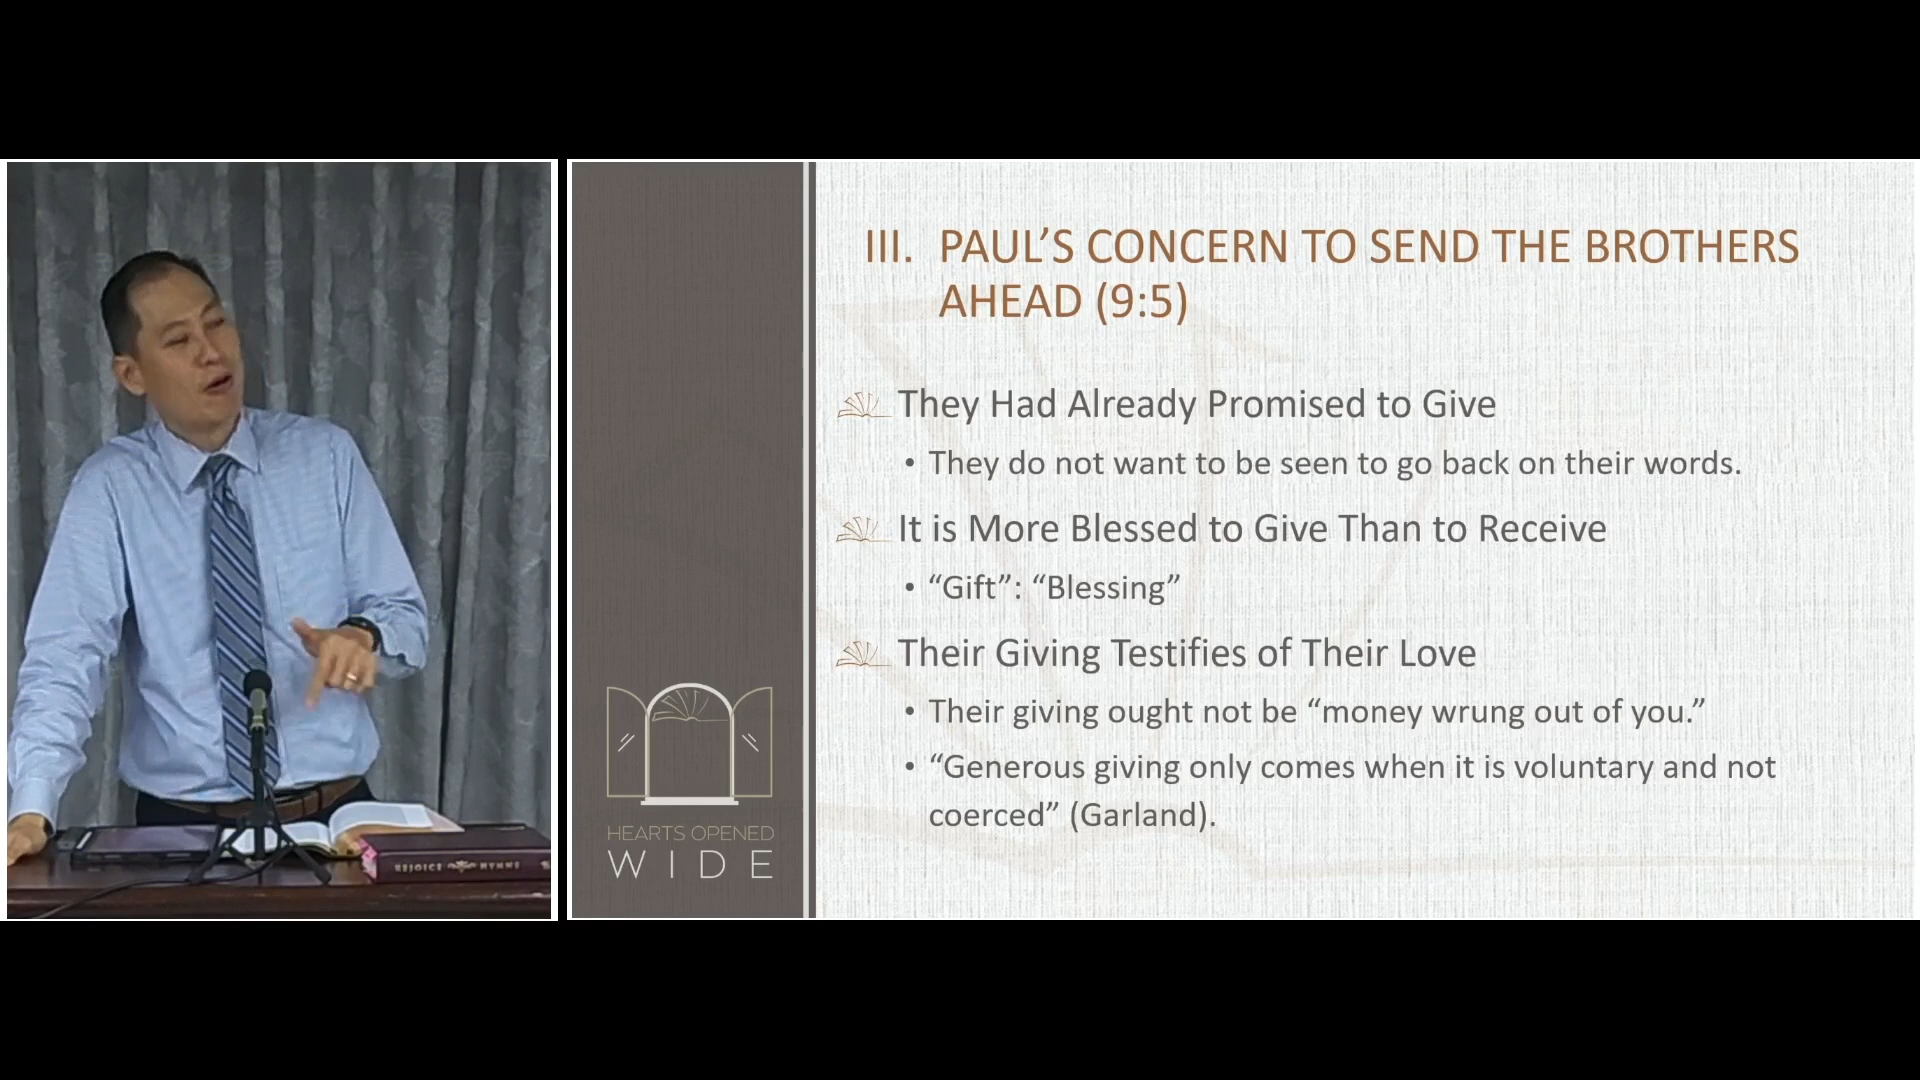 III. PAUL’S CONCERN TO SEND THE BROTHERS
AHEAD (9:5)
They Had Already Promised to Give
• They do not want to be seen to go back on their words.
It is More Blessed to Give Than to Receive
• “Gift”: “Blessing”
Their Giving Testifies of Their Love
• Their giving ought not be “money wrung out of you.”
• “Generous giving only comes when it is voluntary and not
coerced” (Garland).
HEARTS OPENED
WIDE
REJOICE HYMNS